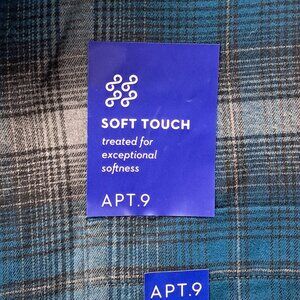 SOFT TOUCH
treated for
exceptional
softness
APT.9
APT.9